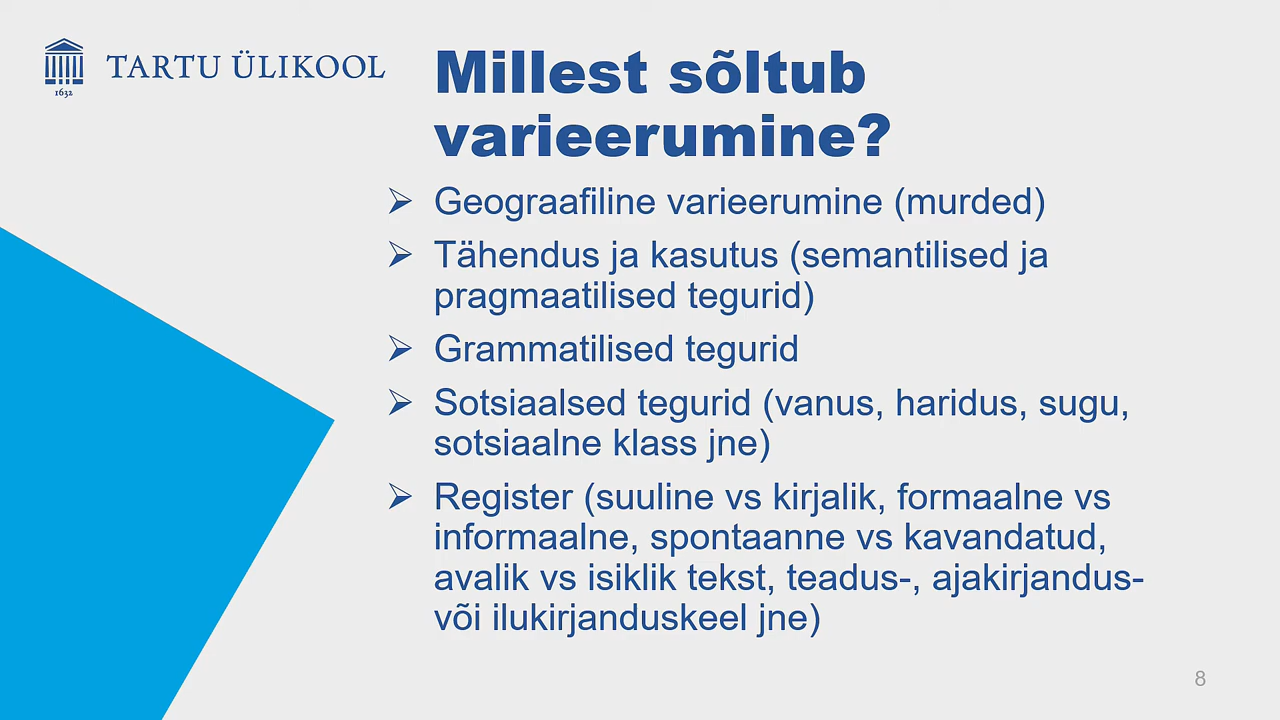 TARTU ÜLIKOOL
1632
Millest sõltub
varieerumine?
➢ Geograafiline varieerumine (murded)
➢ Tähendus ja kasutus (semantilised ja
pragmaatilised tegurid)
➢ Grammatilised tegurid
➢ Sotsiaalsed tegurid (vanus, haridus, sugu,
sotsiaalne klass jne)
➢ Register (suuline vs kirjalik, formaalne vs
informaalne, spontaanne vs kavandatud,
avalik vs isiklik tekst, teadus-, ajakirjandus-
või ilukirjanduskeel jne)
8